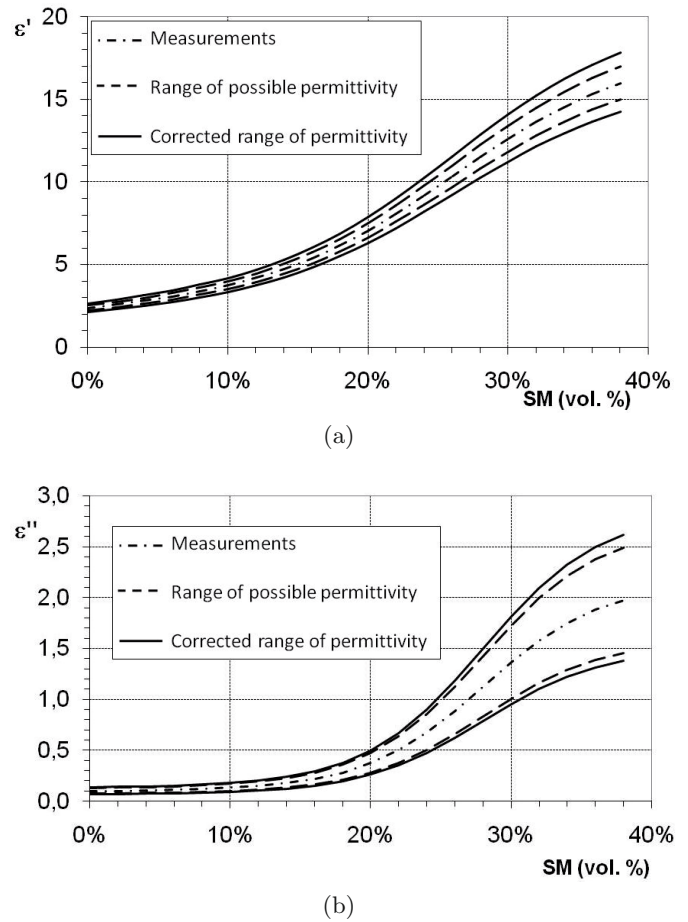 ε'
20
15
10
5
0
Measurements
Range of possible permittivity
Corrected range of permittivity
0%
10%
20%
30%
40%
SM (vol. %)
(a)
ε"
3,0
2,5
2,0
1,5
1,0
0,5
0,0
Measurements
Range of possible permittivity
Corrected range of permittivity
0%
10%
20%
30%
40%
SM (vol. %)
(b)